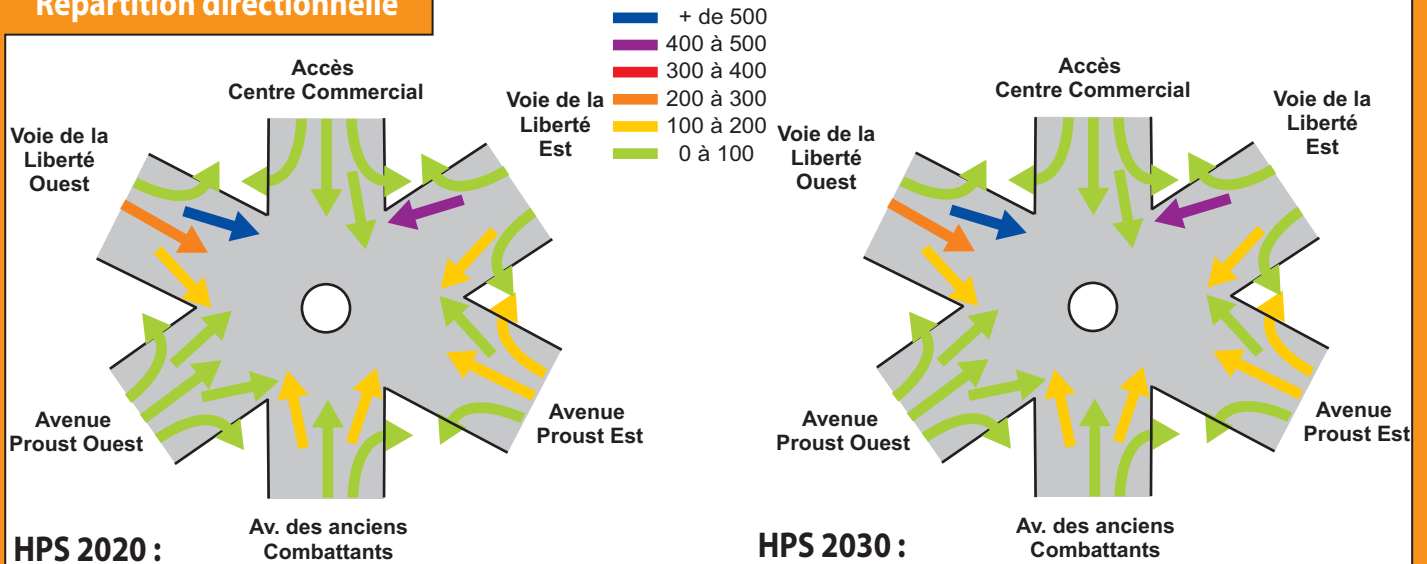 Répartition directionnelle
+ de 500
400 à 500
300 à 400
200 à 300
100 à 200
0 à 100
Accès
Centre Commercial
Voie de la
Liberté
Est
Voie de la
Liberté
Ouest
Avenue
Proust Ouest
Avenue
Proust Est
Av. des anciens
Combattants
HPS 2020 :
Accès
Centre Commercial
Voie de la
Liberté
Est
Voie de la
Liberté
Ouest
Avenue
Proust Ouest
Avenue
Proust Est
Av. des anciens
Combattants
HPS 2030 :